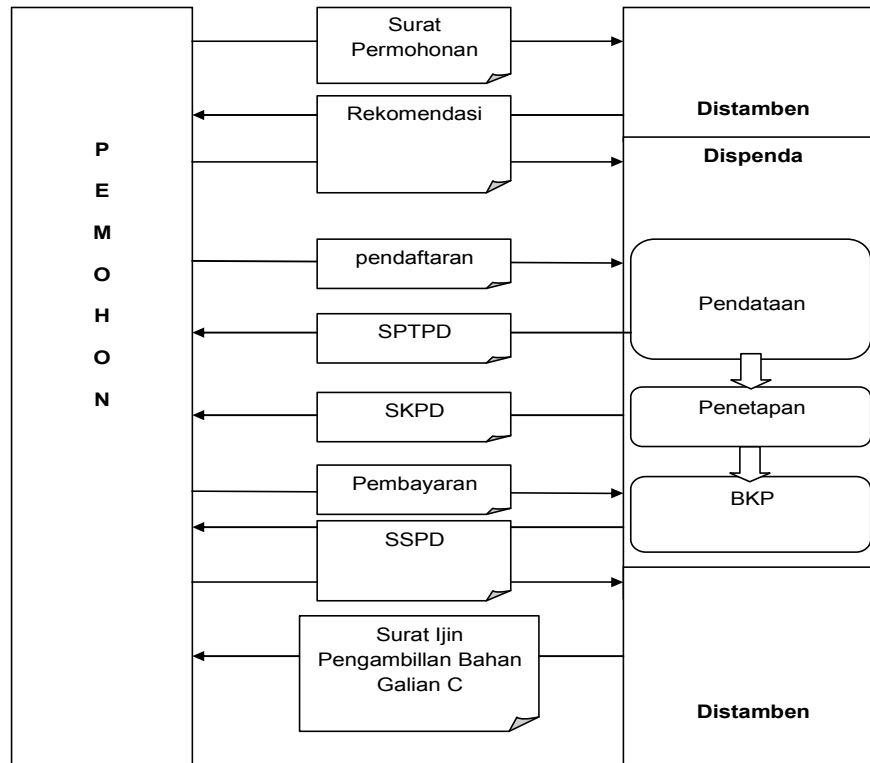 P
E
M
O
H
O
N
Surat
Permohonan
Rekomendasi
Distamben
Dispenda
pendaftaran
Pendataan
SPTPD
SKPD
Penetapan
Pembayaran
BKP
SSPD
Surat Ijin
Pengambillan Bahan
Galian C
Distamben